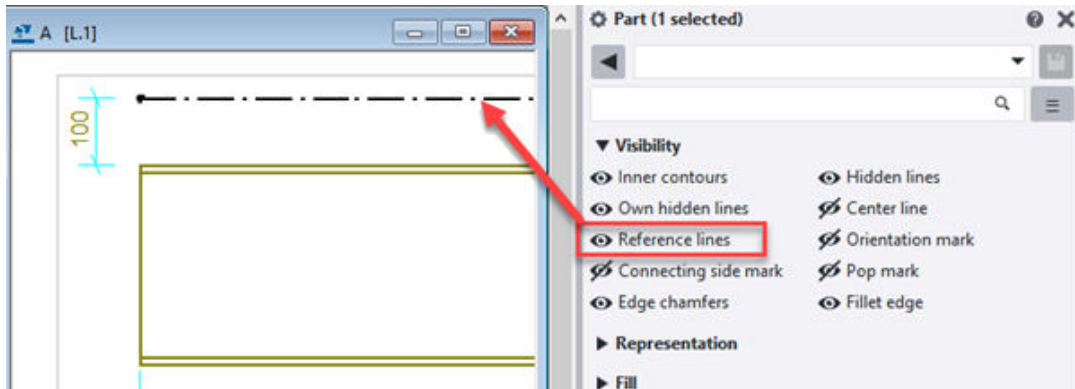 A [L.1]
100
Part (1 selected)
Visibility
Inner contours
Hidden lines
Own hidden lines
Center line
Reference lines
Orientation mark
Connecting side mark
Pop mark
Edge chamfers
Fillet edge
Representation
Fill